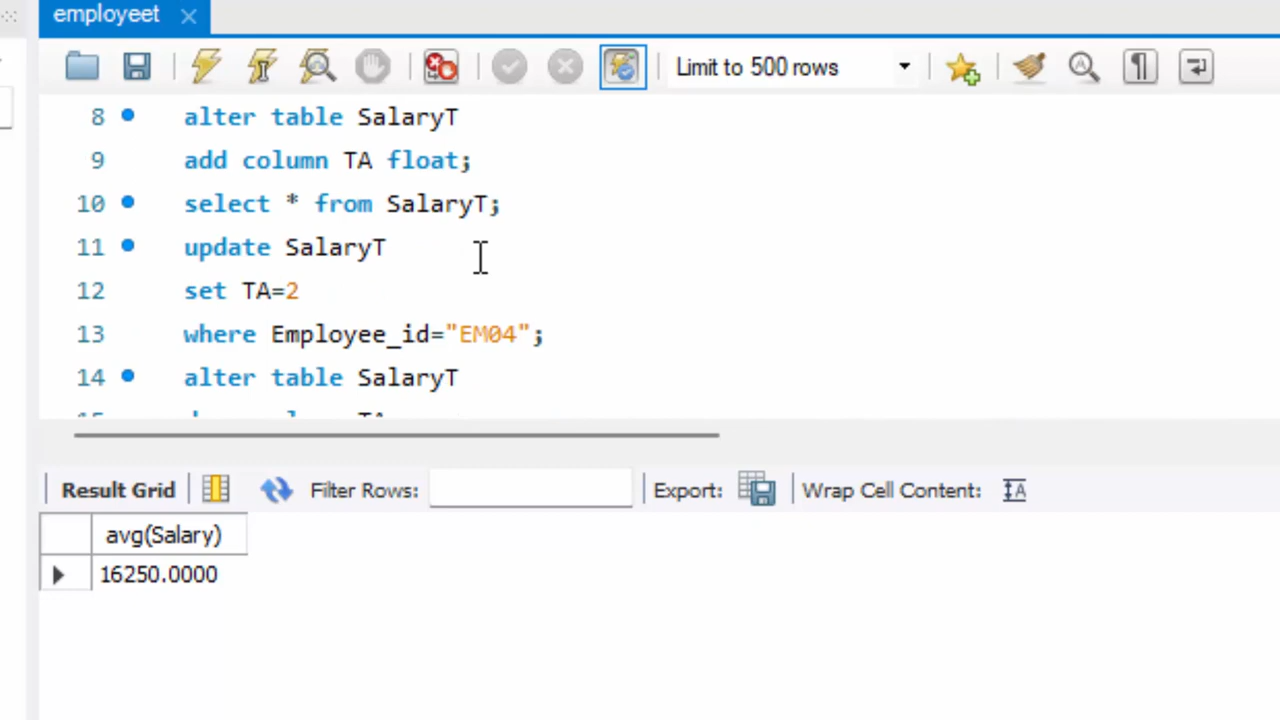 employeet
Limit to 500 rows
8 alter table SalaryT
9 add column TA float;
10 select * from SalaryT;
11 update SalaryT
12 set TA=2
13 where Employee_id="EM04";
14 alter table SalaryT
Result Grid Filter Rows: Export: Wrap Cell Content:
avg(Salary)
16250.0000